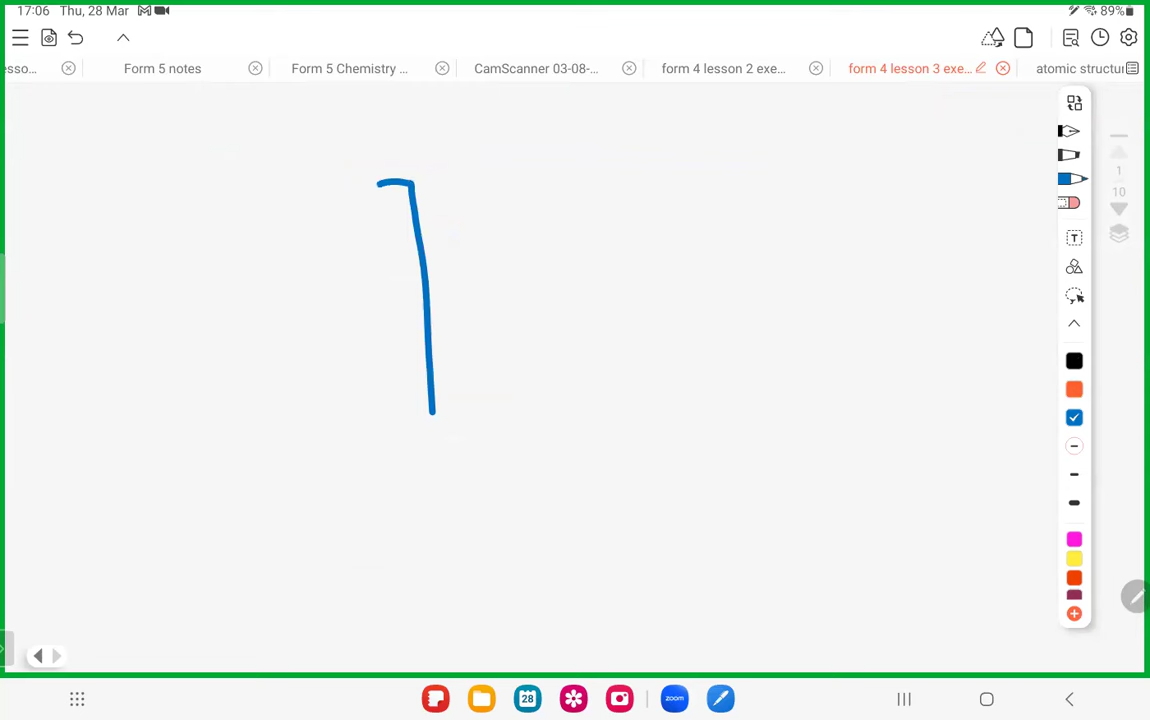 17:06 Thu, 28 Mar 89%
esso... Form 5 notes Form 5 Chemistry ... CamScanner 03-08-... form 4 lesson 2 exe... form 4 lesson 3 exe... atomic structur
T
1
10
28 zoom